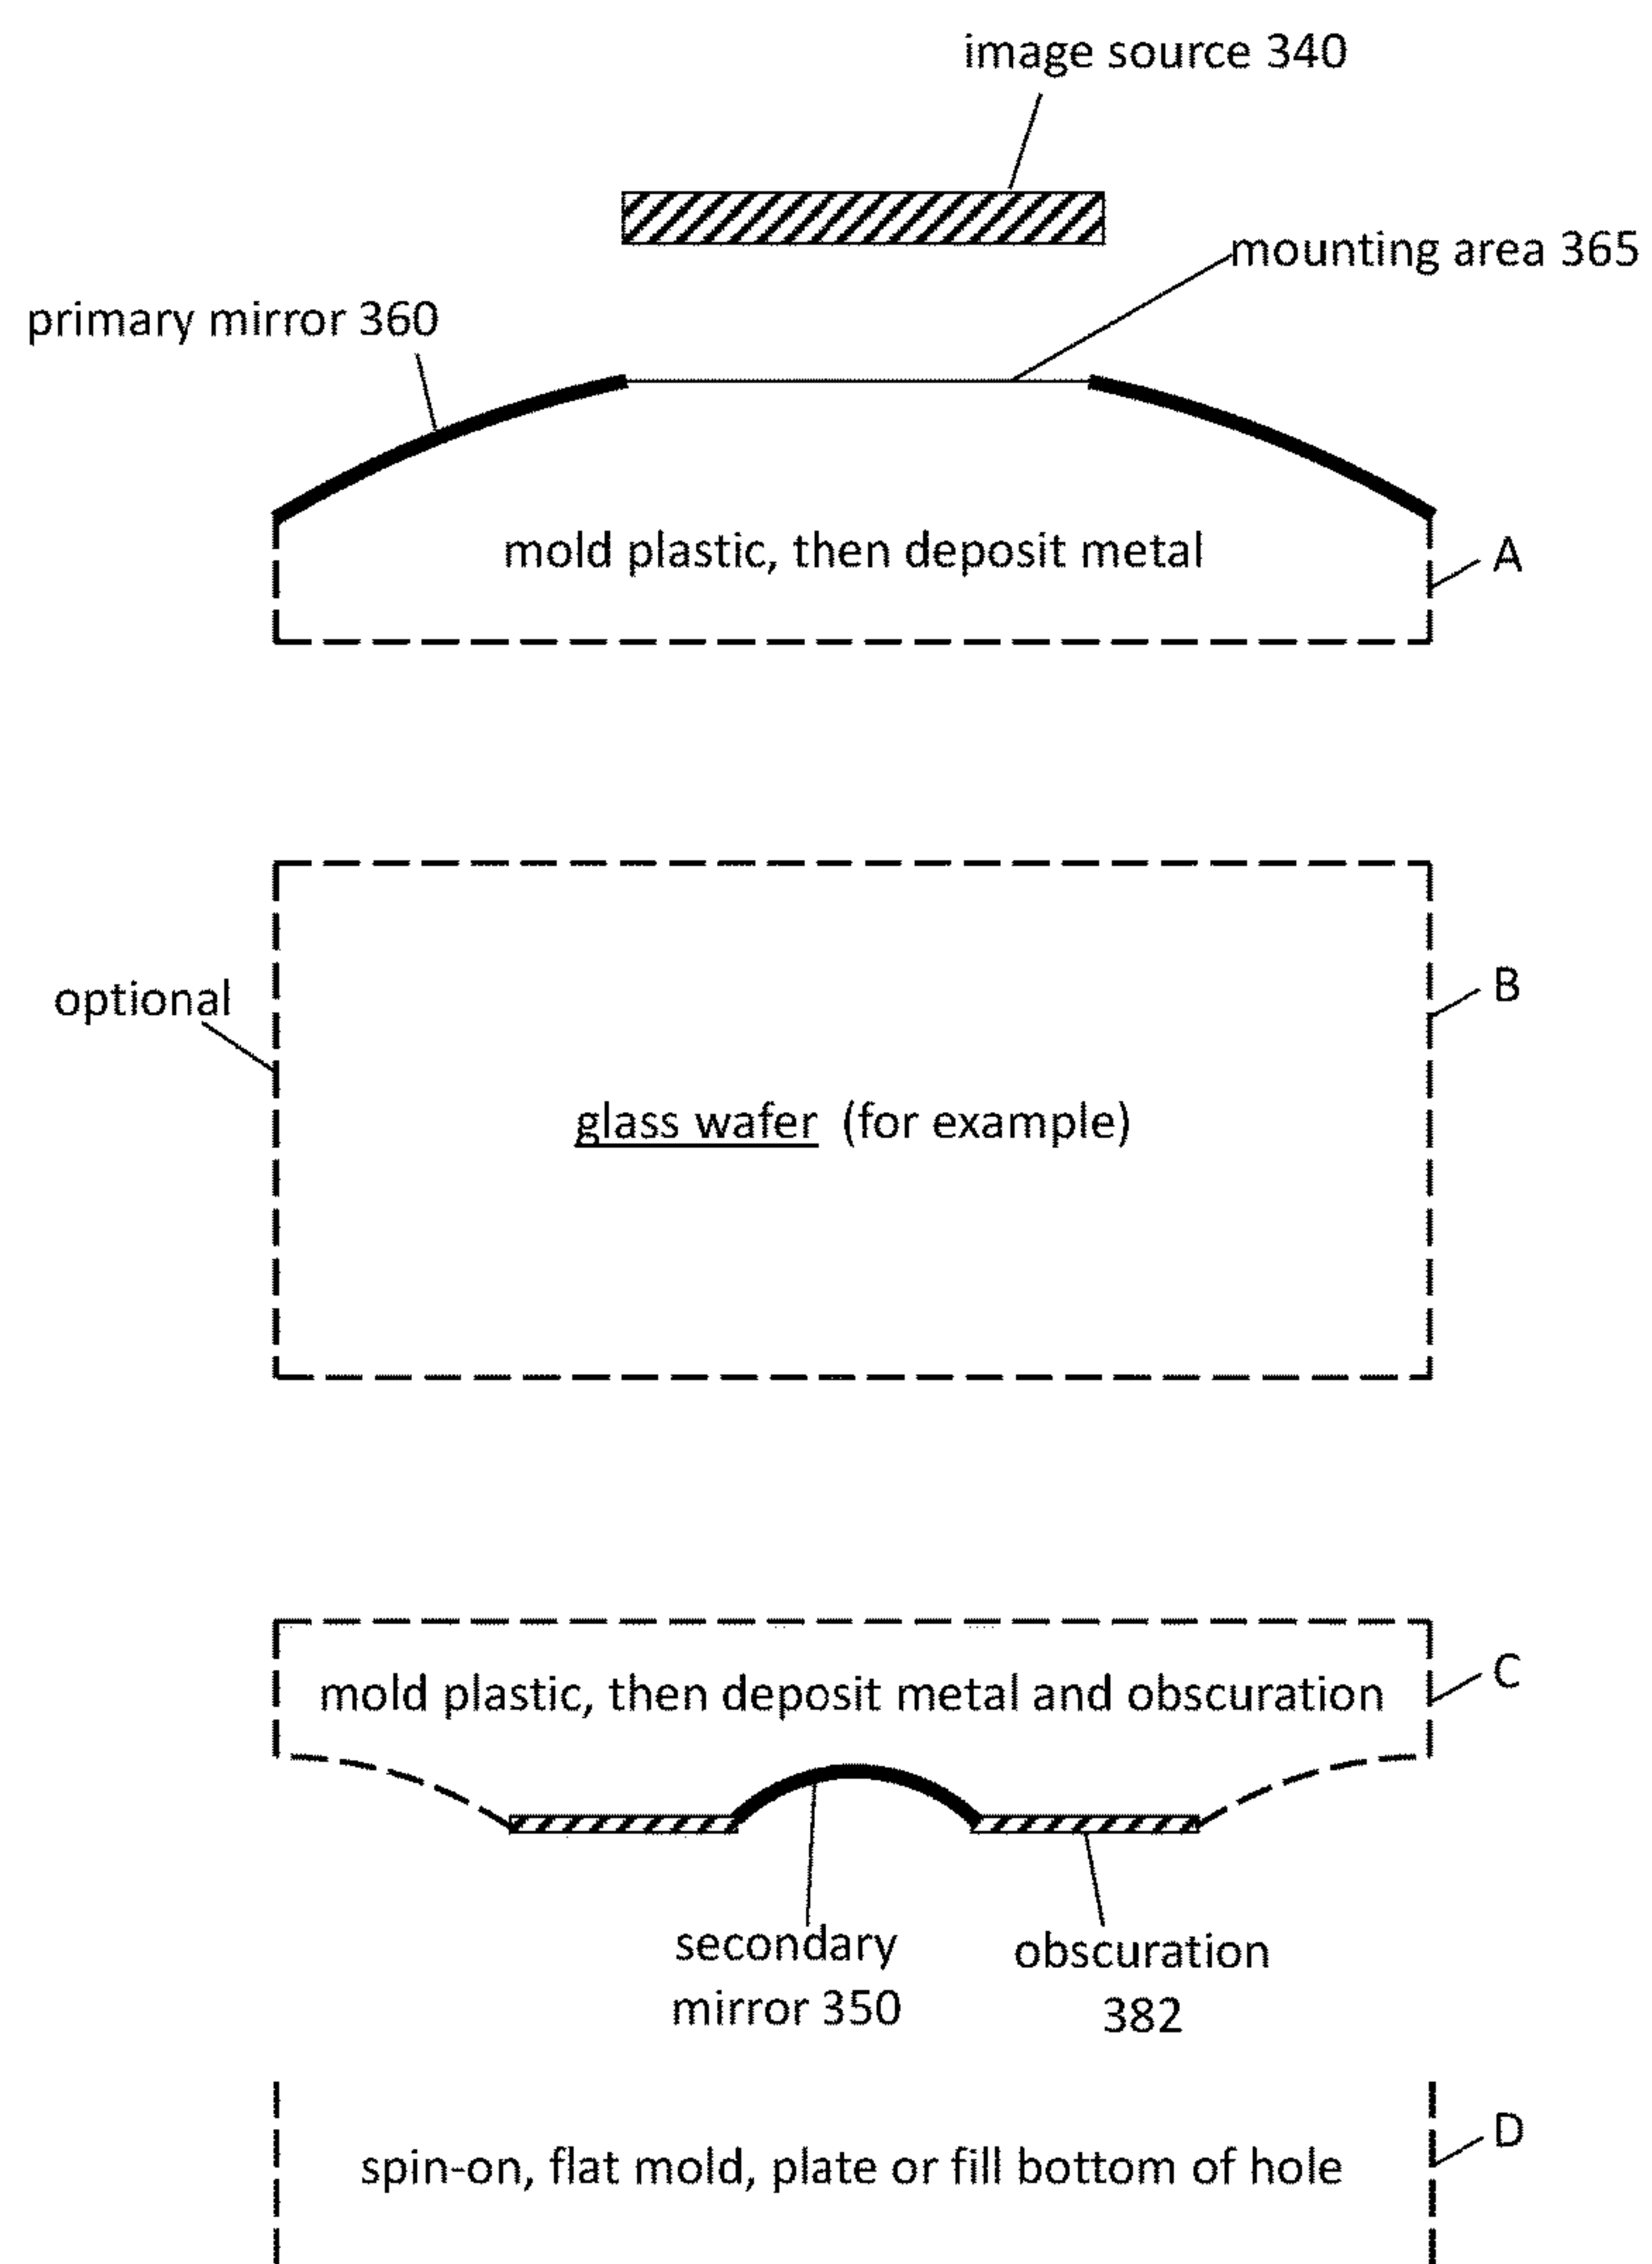 image source 340
mounting area 365
primary mirror 360
mold plastic, then deposit metal
A
optional
B
glass wafer (for example)
mold plastic, then deposit metal and obscuration
C
secondary
mirror 350
obscuration
382
D
spin-on, flat mold, plate or fill bottom of hole